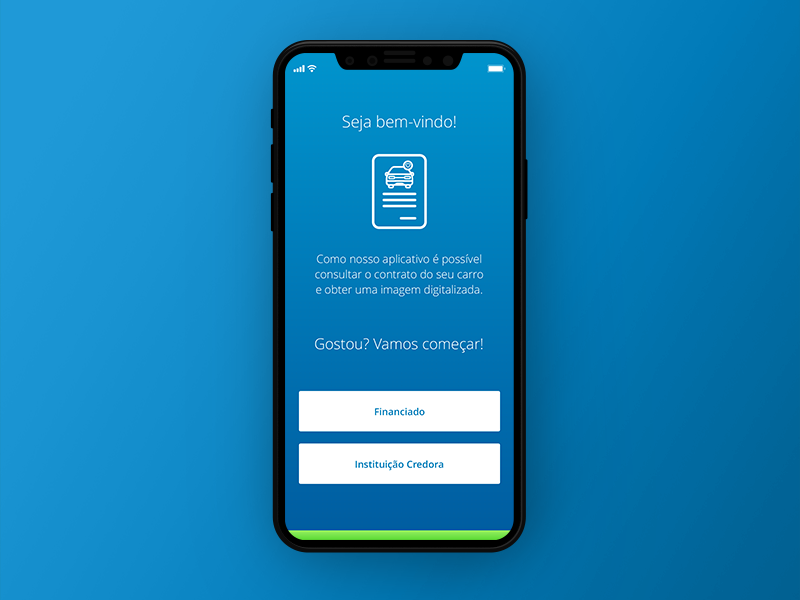 Seja bem-vindo!
Como nosso aplicativo é possível
consultar o contrato do seu carro
e obter uma imagem digitalizada.
Gostou? Vamos começar!
Financiado
Instituição Credora